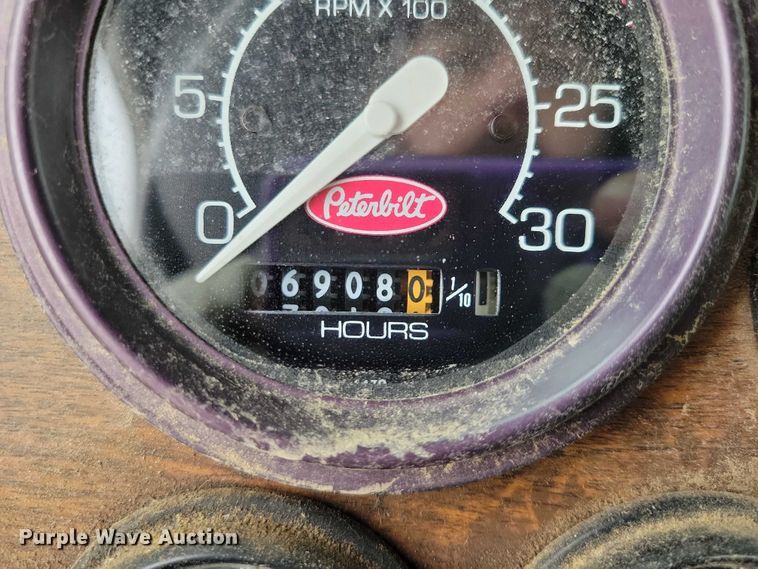 RPM X 100
5
25
0
30
Peterbilt
069080 1/10
HOURS
Purple Wave Auction